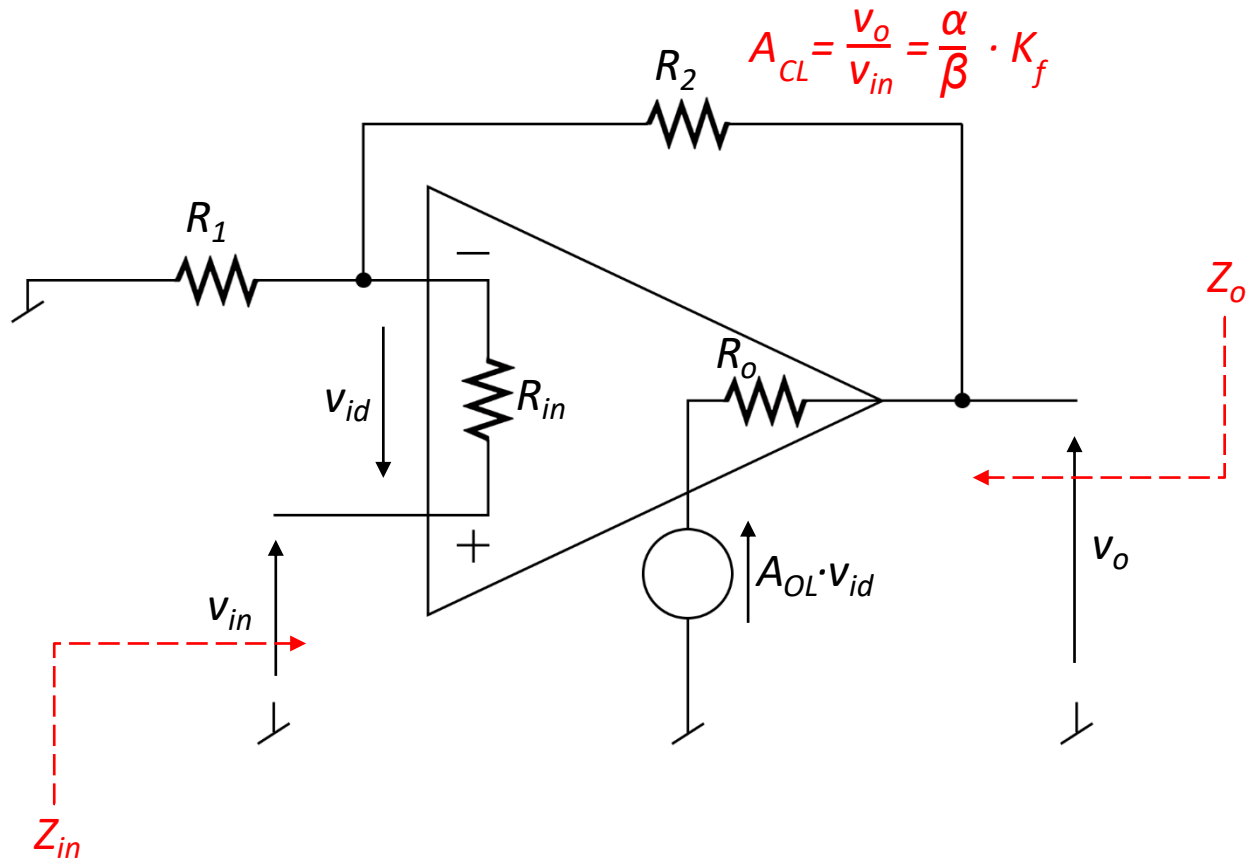 A_CL = v_o / v_in = α / β · K_f
R_2
R_1
−
Z_o
R_o
v_id
R_in
+
A_OL·v_id
v_o
v_in
Z_in